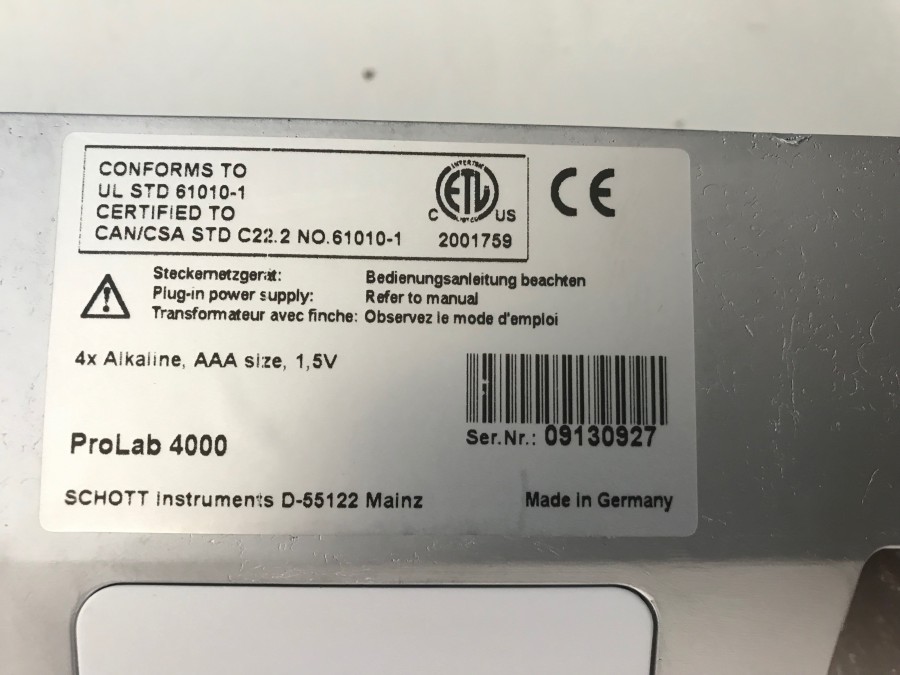 CONFORMS TO
UL STD 61010-1
CERTIFIED TO
CAN/CSA STD C22.2 NO.61010-1
INTERTEK
ETL
C US
2001759
CE
Steckernetzgerät: Bedienungsanleitung beachten
Plug-in power supply: Refer to manual
Transformateur avec finche: Observez le mode d'emploi
4x Alkaline, AAA size, 1,5V
Ser.Nr.: 09130927
ProLab 4000
SCHOTT Instruments D-55122 Mainz
Made in Germany